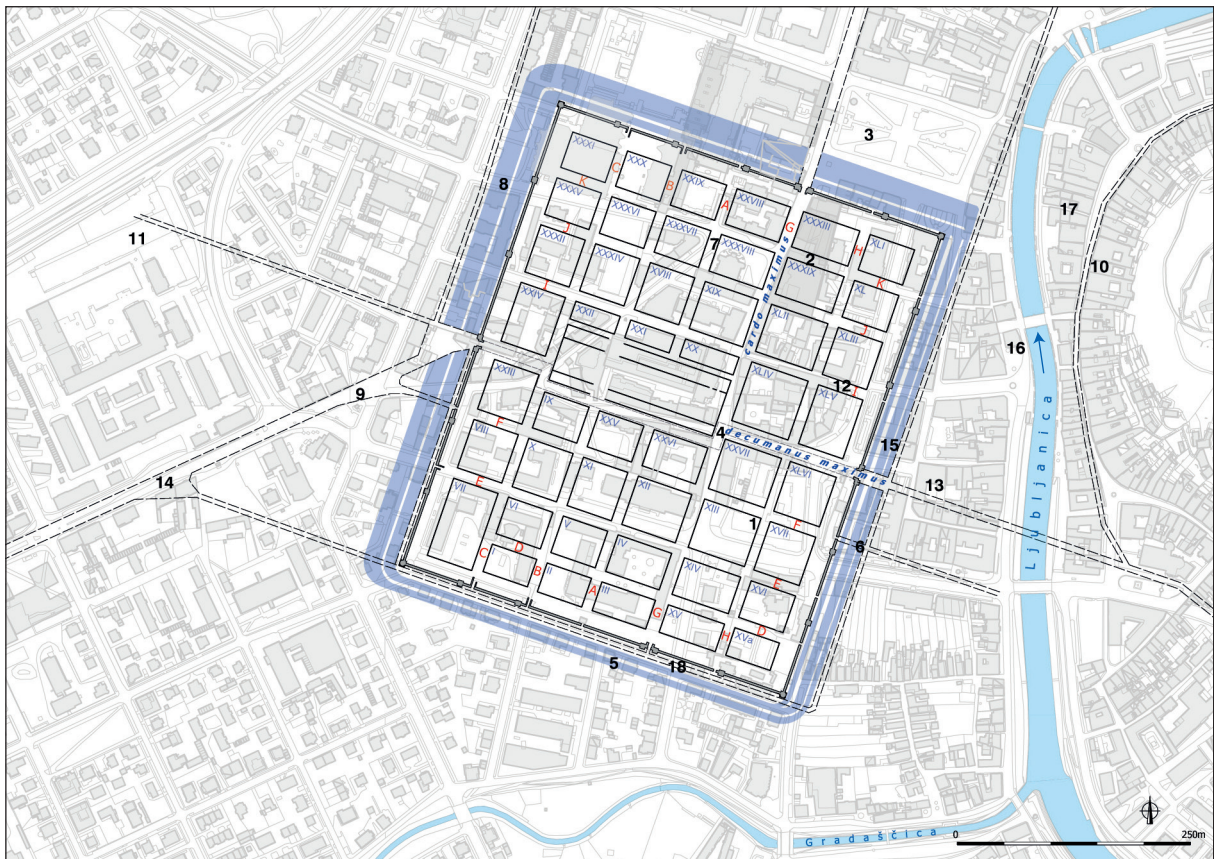 3
17
10
11
8
XXXI
C
XXX
K
B
XXIX
A
XXVIII
XXXV
XXXVI
J
XXXVII
7
XXXVIII
G
XXXIII
2
H
XLI
XXXII
XXXIV
XVIII
XIX
cardo maximus
XXXIX
K
XL
I
XXIV
XXII
XXI
XX
XLII
J
XLIII
16
9
XXIII
IX
XXV
XXVI
XLIV
12
I
XLV
4
decumanus maximus
15
13
14
F
VIII
X
XI
XII
XXVII
XLVI
E
VII
VI
V
IV
XIII
1
F
XVII
6
C
I
D
B
II
A
III
G
XIV
E
XVI
XV
H
D
XVa
5
18
Ljubljanica
Gradaščica
0
250m